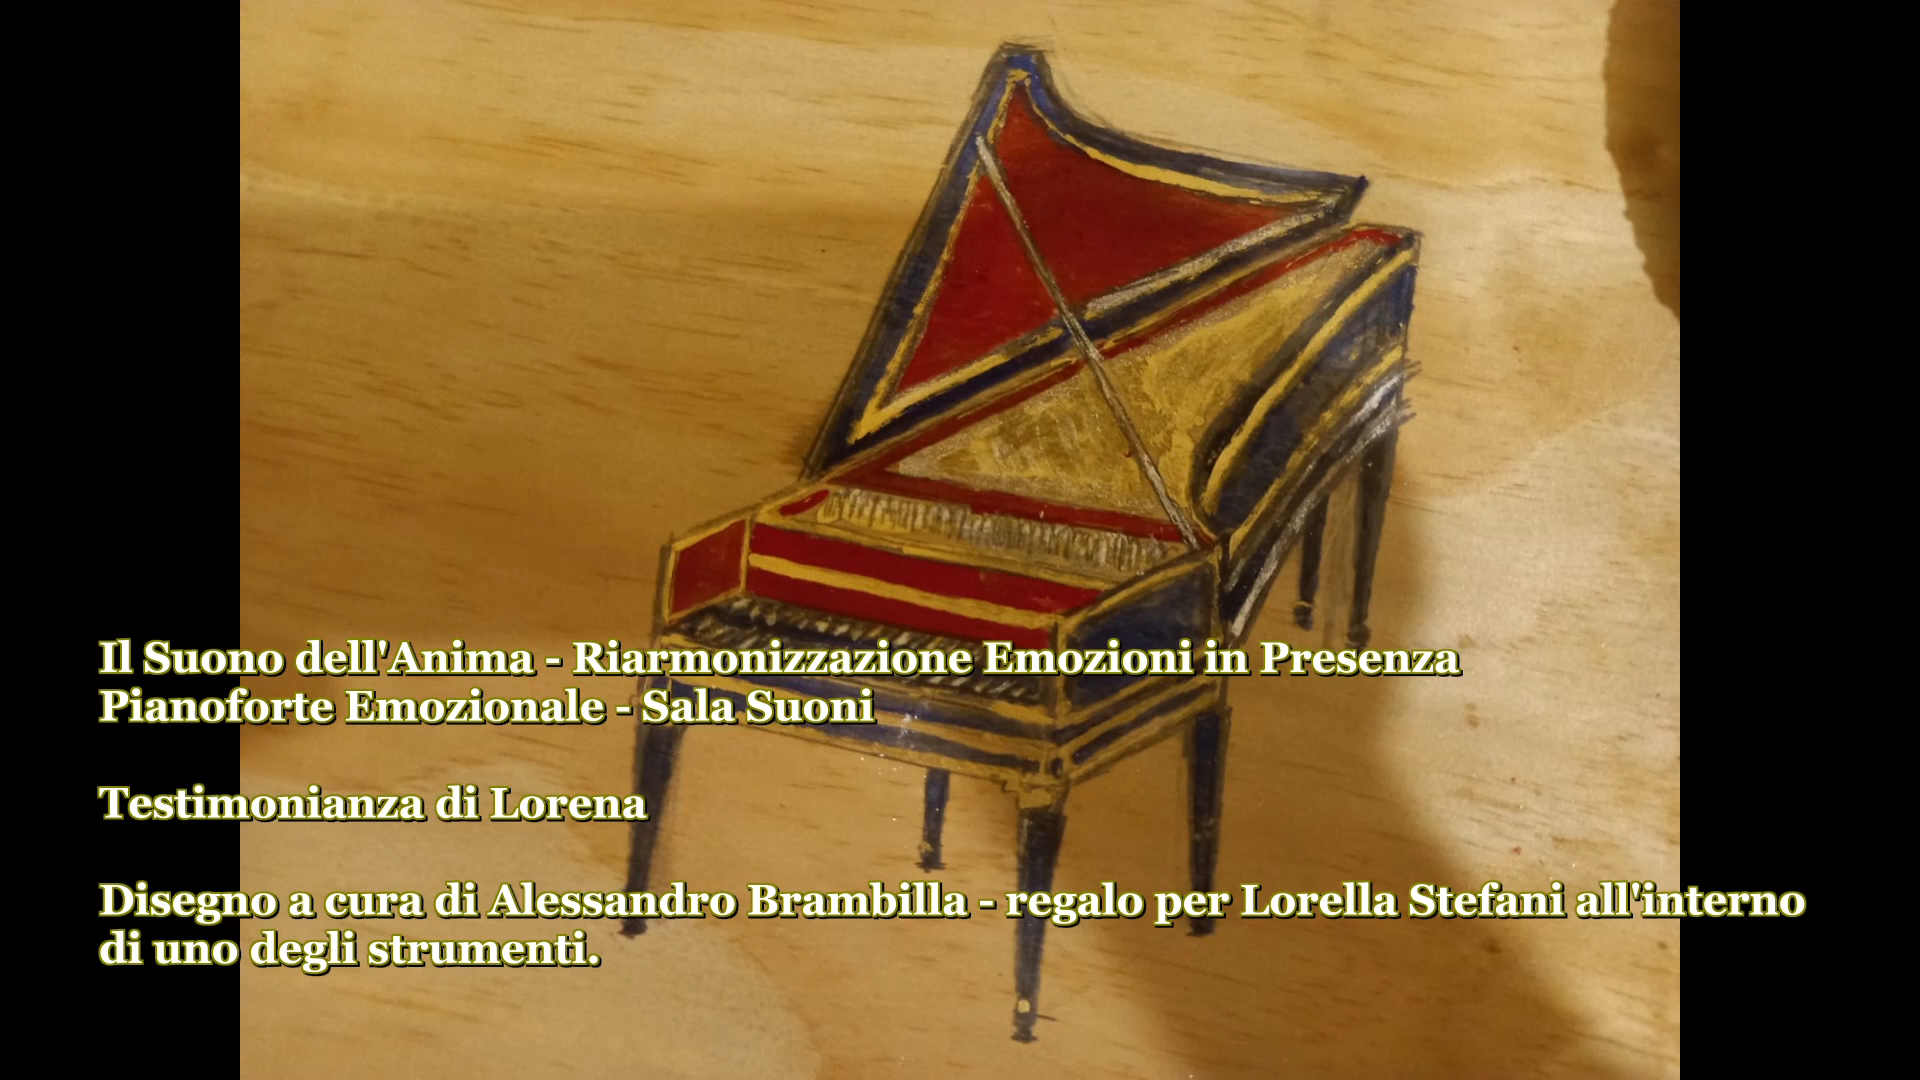 Il Suono dell'Anima - Riarmonizzazione Emozioni in Presenza
Pianoforte Emozionale - Sala Suoni
Testimonianza di Lorena
Disegno a cura di Alessandro Brambilla - regalo per Lorella Stefani all'interno
di uno degli strumenti.